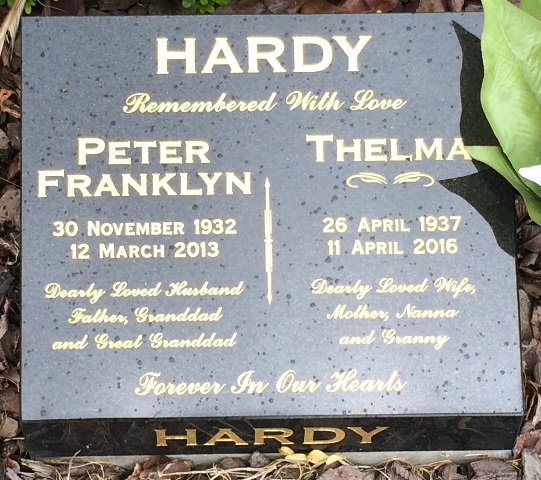 HARDY
Remembered With Love
PETER
FRANKLYN
30 NOVEMBER 1932
12 MARCH 2013
Dearly Loved Husband
Father, Granddad
and Great Granddad
THELMA
26 APRIL 1937
11 APRIL 2016
Dearly Loved Wife,
Mother, Nanna
and Granny
Forever In Our Hearts
HARDY